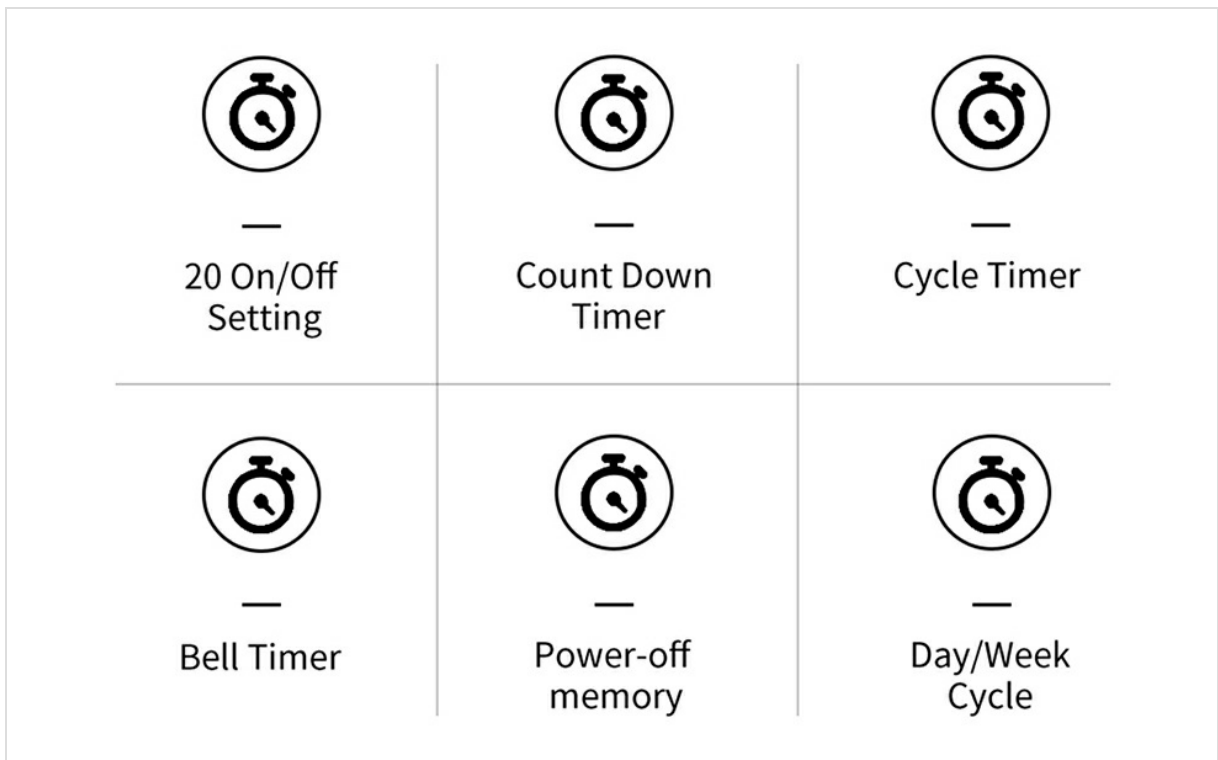 20 On/Off
Setting
Count Down
Timer
Cycle Timer
Bell Timer
Power-off
memory
Day/Week
Cycle